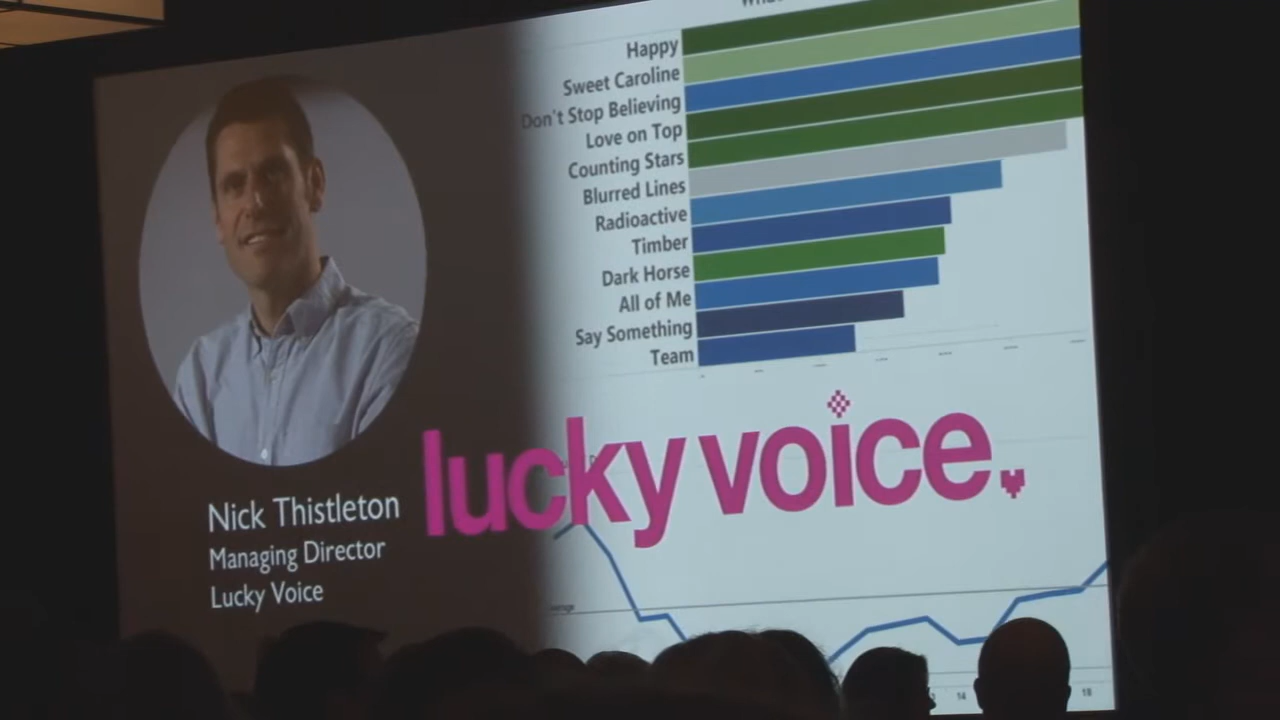 Happy
Sweet Caroline
Don't Stop Believing
Love on Top
Counting Stars
Blurred Lines
Radioactive
Timber
Dark Horse
All of Me
Say Something
Team
lucky voice.
Nick Thistleton
Managing Director
Lucky Voice
14